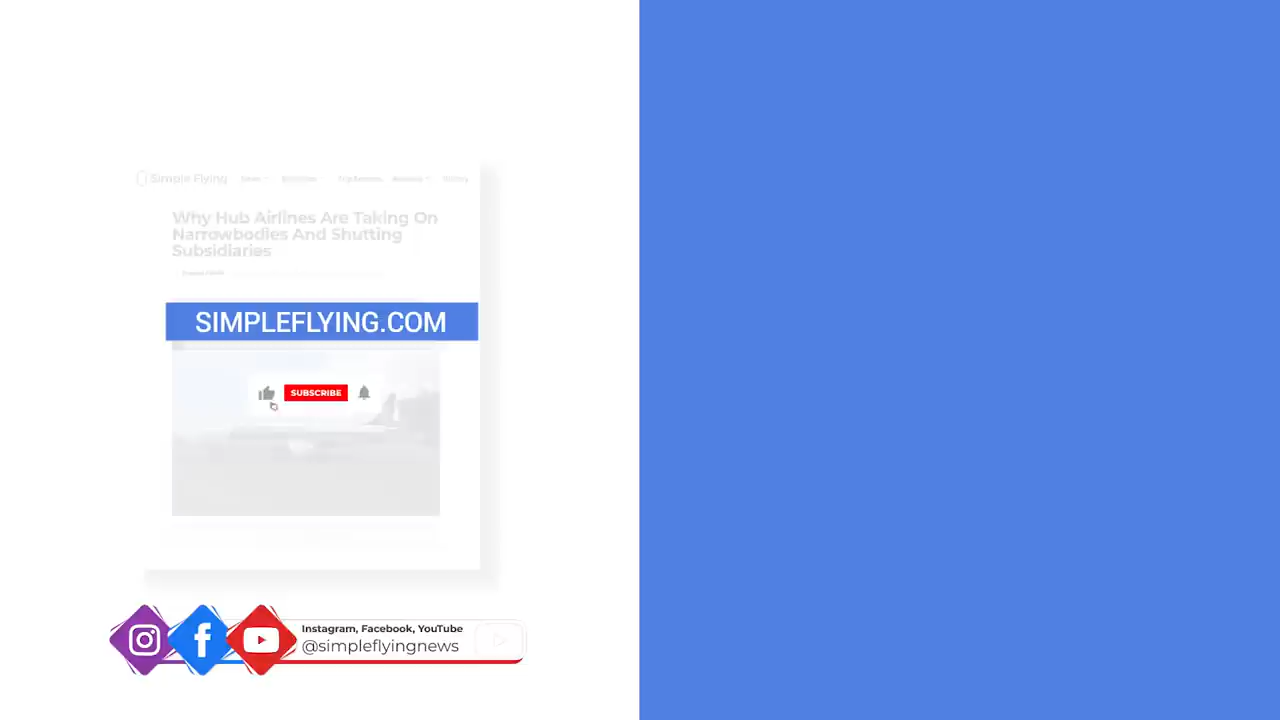 Simple Flying
Why Hub Airlines Are Taking On
Narrowbodies And Shutting
Subsidiaries
SIMPLEFLYING.COM
SUBSCRIBE
Instagram, Facebook, YouTube
@simpleflyingnews